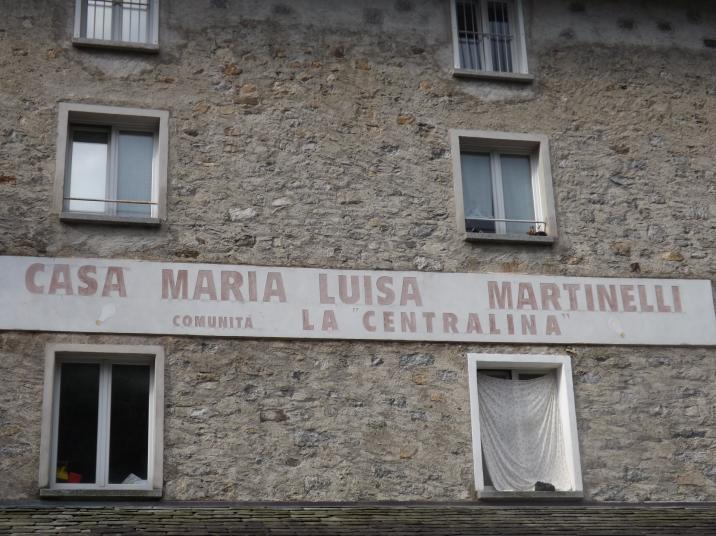 CASA MARIA LUISA MARTINELLI
COMUNITÀ LA "CENTRALINA"